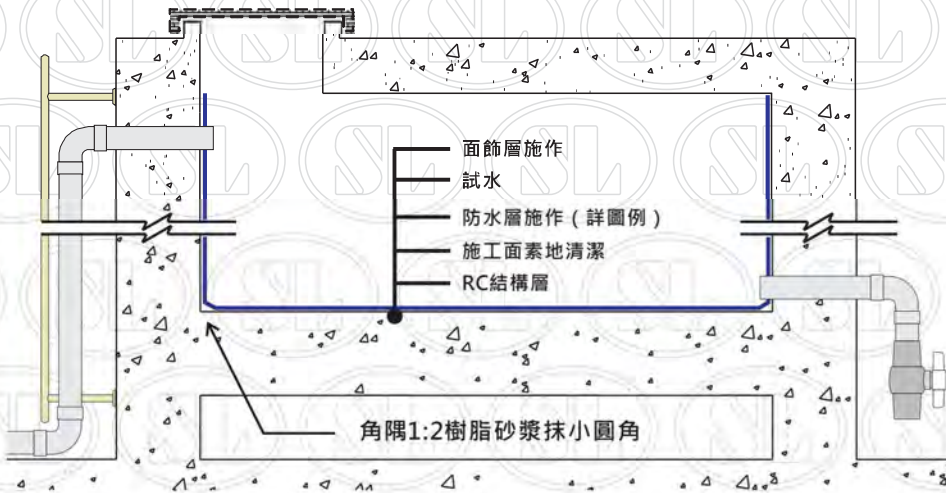 面飾層施作
試水
防水層施作（詳圖例）
施工面素地清潔
RC結構層
角隅1:2樹脂砂漿抹小圓角
SL